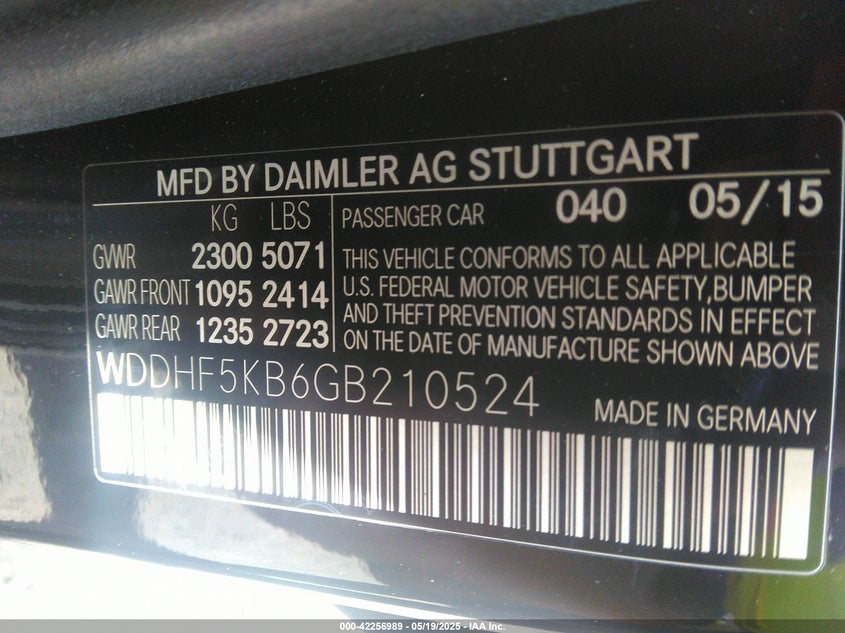 MFD BY DAIMLER AG STUTTGART
KG LBS
GVWR 2300 5071
GAWR FRONT 1095 2414
GAWR REAR 1235 2723
PASSENGER CAR 040 05/15
THIS VEHICLE CONFORMS TO ALL APPLICABLE
U.S. FEDERAL MOTOR VEHICLE SAFETY,BUMPER
AND THEFT PREVENTION STANDARDS IN EFFECT
ON THE DATE OF MANUFACTURE SHOWN ABOVE
WDDHF5KB6GB210524
MADE IN GERMANY
000-42256989 - 05/19/2025 - IAA Inc.